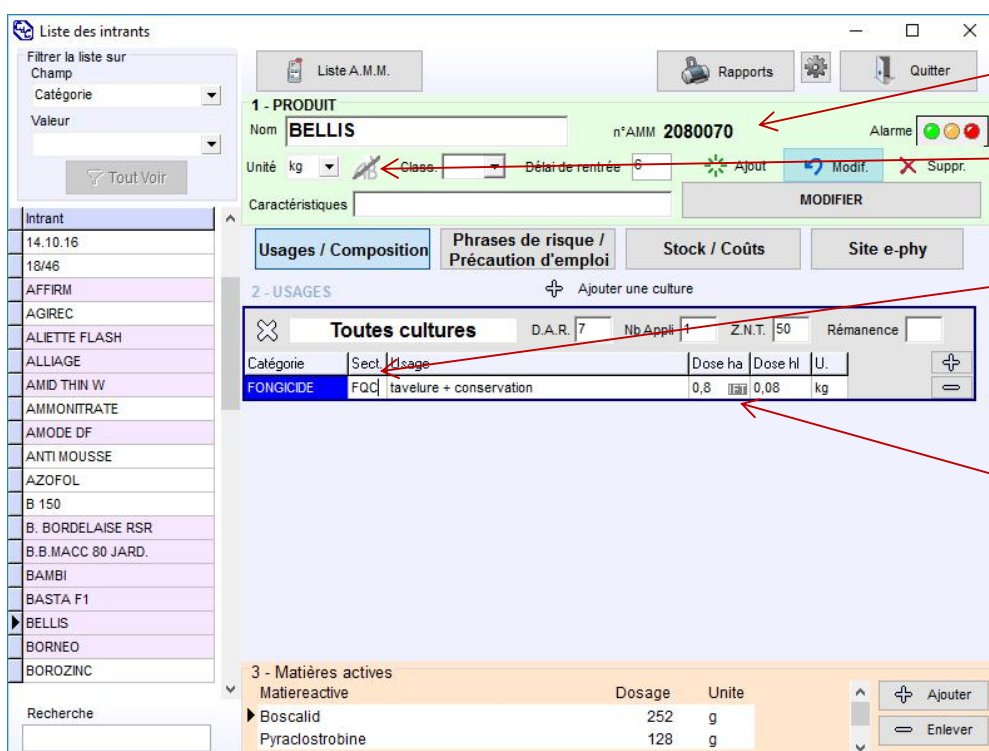 Liste des intrants
Filtrer la liste sur
Champ
Catégorie
Valeur
Tout Voir
Liste A.M.M.
Rapports
Quitter
1 - PRODUIT
Nom BELLIS
n°AMM 2080070
Alarme
Unité kg
Class.
Délai de rentrée 6
Ajout
Modif.
Suppr.
Caractéristiques
MODIFIER
Usages / Composition
Phrases de risque /
Précaution d'emploi
Stock / Coûts
Site e-phy
2 - USAGES
Ajouter une culture
Toutes cultures
D.A.R. 7
Nb Appli 1
Z.N.T. 50
Rémanence
Catégorie Sect. Usage Dose ha Dose hl U.
FONGICIDE FQC tavelure + conservation 0,8 0,08 kg
Intrant
14.10.16
18/46
AFFIRM
AGIREC
ALIETTE FLASH
ALLIAGE
AMID THIN W
AMMONITRATE
AMODE DF
ANTI MOUSSE
AZOFOL
B 150
B. BORDELAISE RSR
B.B.MACC 80 JARD.
BAMBI
BASTA F1
BELLIS
BORNEO
BOROZINC
Recherche
3 - Matières actives
Matiereactive Dosage Unite
Boscalid 252 g
Pyraclostrobine 128 g
Ajouter
Enlever